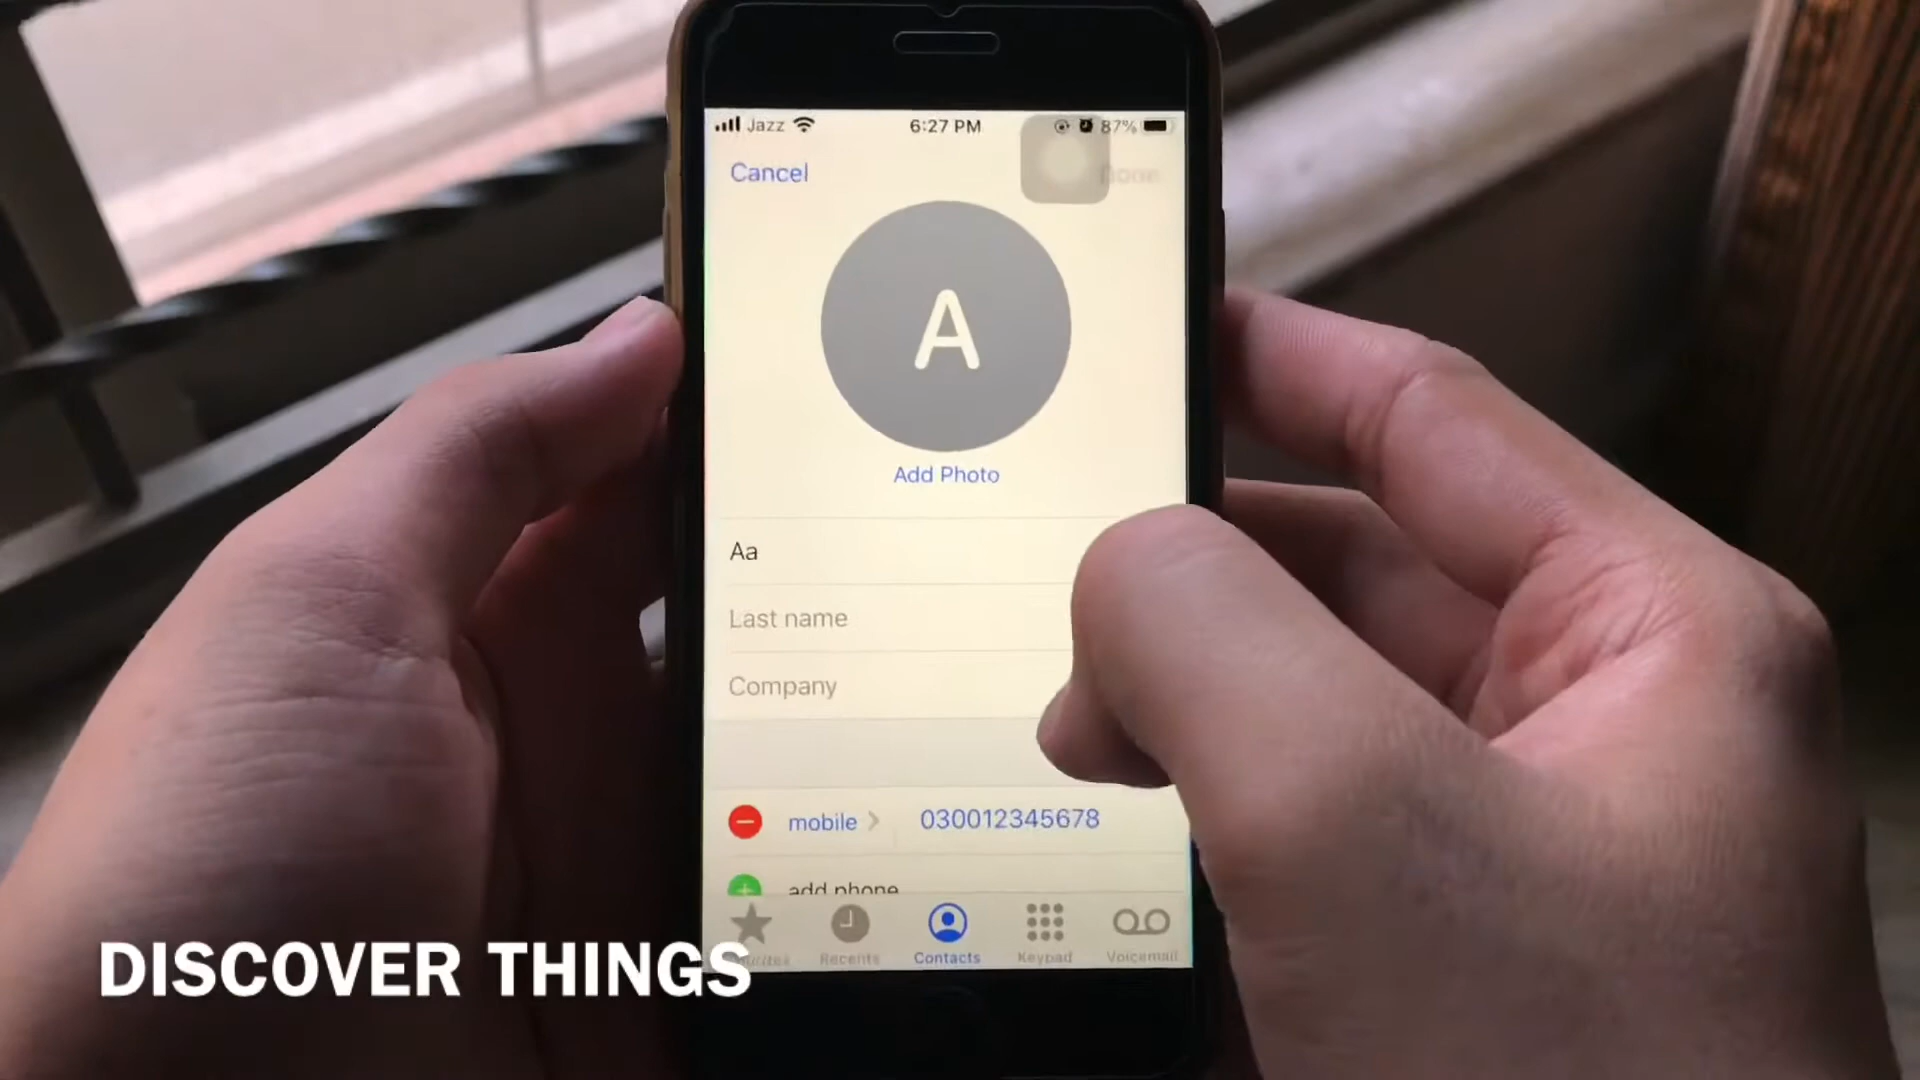 Jazz 6:27 PM 87%
Cancel Done
A
Add Photo
Aa
Last name
Company
mobile 030012345678
add phone
Recents Contacts Keypad Voicemail
DISCOVER THINGS